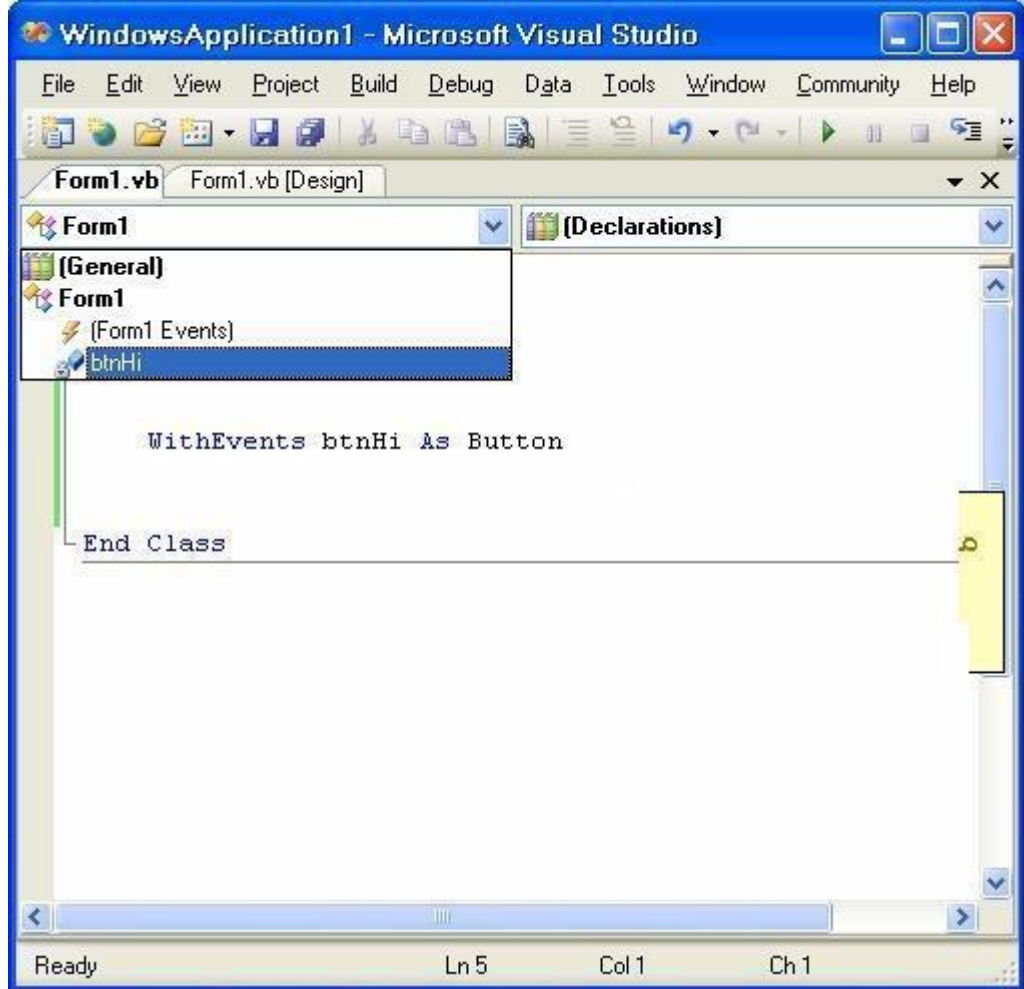 WindowsApplication1 - Microsoft Visual Studio
File Edit View Project Build Debug Data Tools Window Community Help
Form1.vb Form1.vb [Design]
Form1 (Declarations)
(General)
Form1
(Form1 Events)
btnHi
WithEvents btnHi As Button
End Class
Ready Ln 5 Col 1 Ch 1